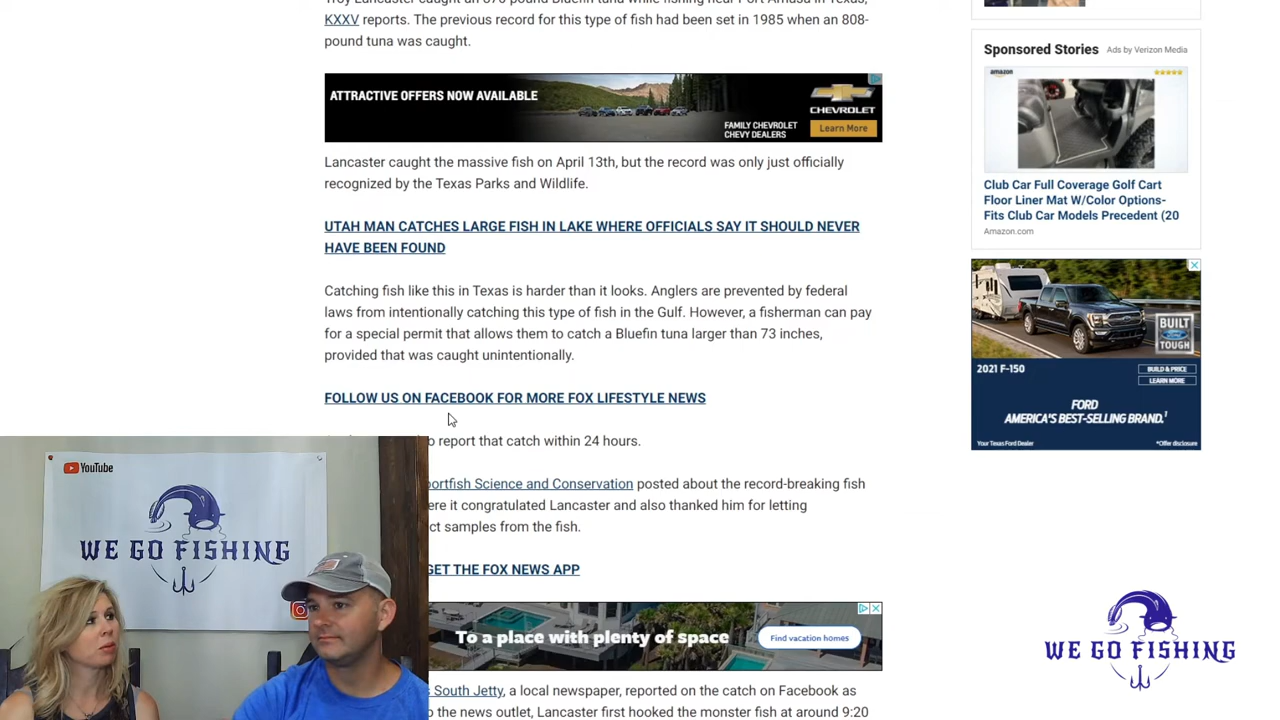 Troy Lancaster caught an 876-pound Bluefin tuna while fishing near Port Aransas in Texas,
KXXV reports. The previous record for this type of fish had been set in 1985 when an 808-
pound tuna was caught.
ATTRACTIVE OFFERS NOW AVAILABLE
CHEVROLET
FAMILY CHEVROLET
CHEVY DEALERS
Learn More
Lancaster caught the massive fish on April 13th, but the record was only just officially
recognized by the Texas Parks and Wildlife.
UTAH MAN CATCHES LARGE FISH IN LAKE WHERE OFFICIALS SAY IT SHOULD NEVER
HAVE BEEN FOUND
Catching fish like this in Texas is harder than it looks. Anglers are prevented by federal
laws from intentionally catching this type of fish in the Gulf. However, a fisherman can pay
for a special permit that allows them to catch a Bluefin tuna larger than 73 inches,
provided that was caught unintentionally.
FOLLOW US ON FACEBOOK FOR MORE FOX LIFESTYLE NEWS
o report that catch within 24 hours.
portfish Science and Conservation posted about the record-breaking fish
ere it congratulated Lancaster and also thanked him for letting
ct samples from the fish.
GET THE FOX NEWS APP
To a place with plenty of space
Find vacation homes
s South Jetty, a local newspaper, reported on the catch on Facebook as
o the news outlet, Lancaster first hooked the monster fish at around 9:20
Sponsored Stories
Ads by Verizon Media
amazon
Club Car Full Coverage Golf Cart
Floor Liner Mat W/Color Options-
Fits Club Car Models Precedent (20
Amazon.com
BUILT
TOUGH
2021 F-150
BUILD & PRICE
LEARN MORE
FORD
AMERICA'S BEST-SELLING BRAND.¹
Your Texas Ford Dealer
*Offer disclosure
YouTube
WE GO FISHING
WE GO FISHING